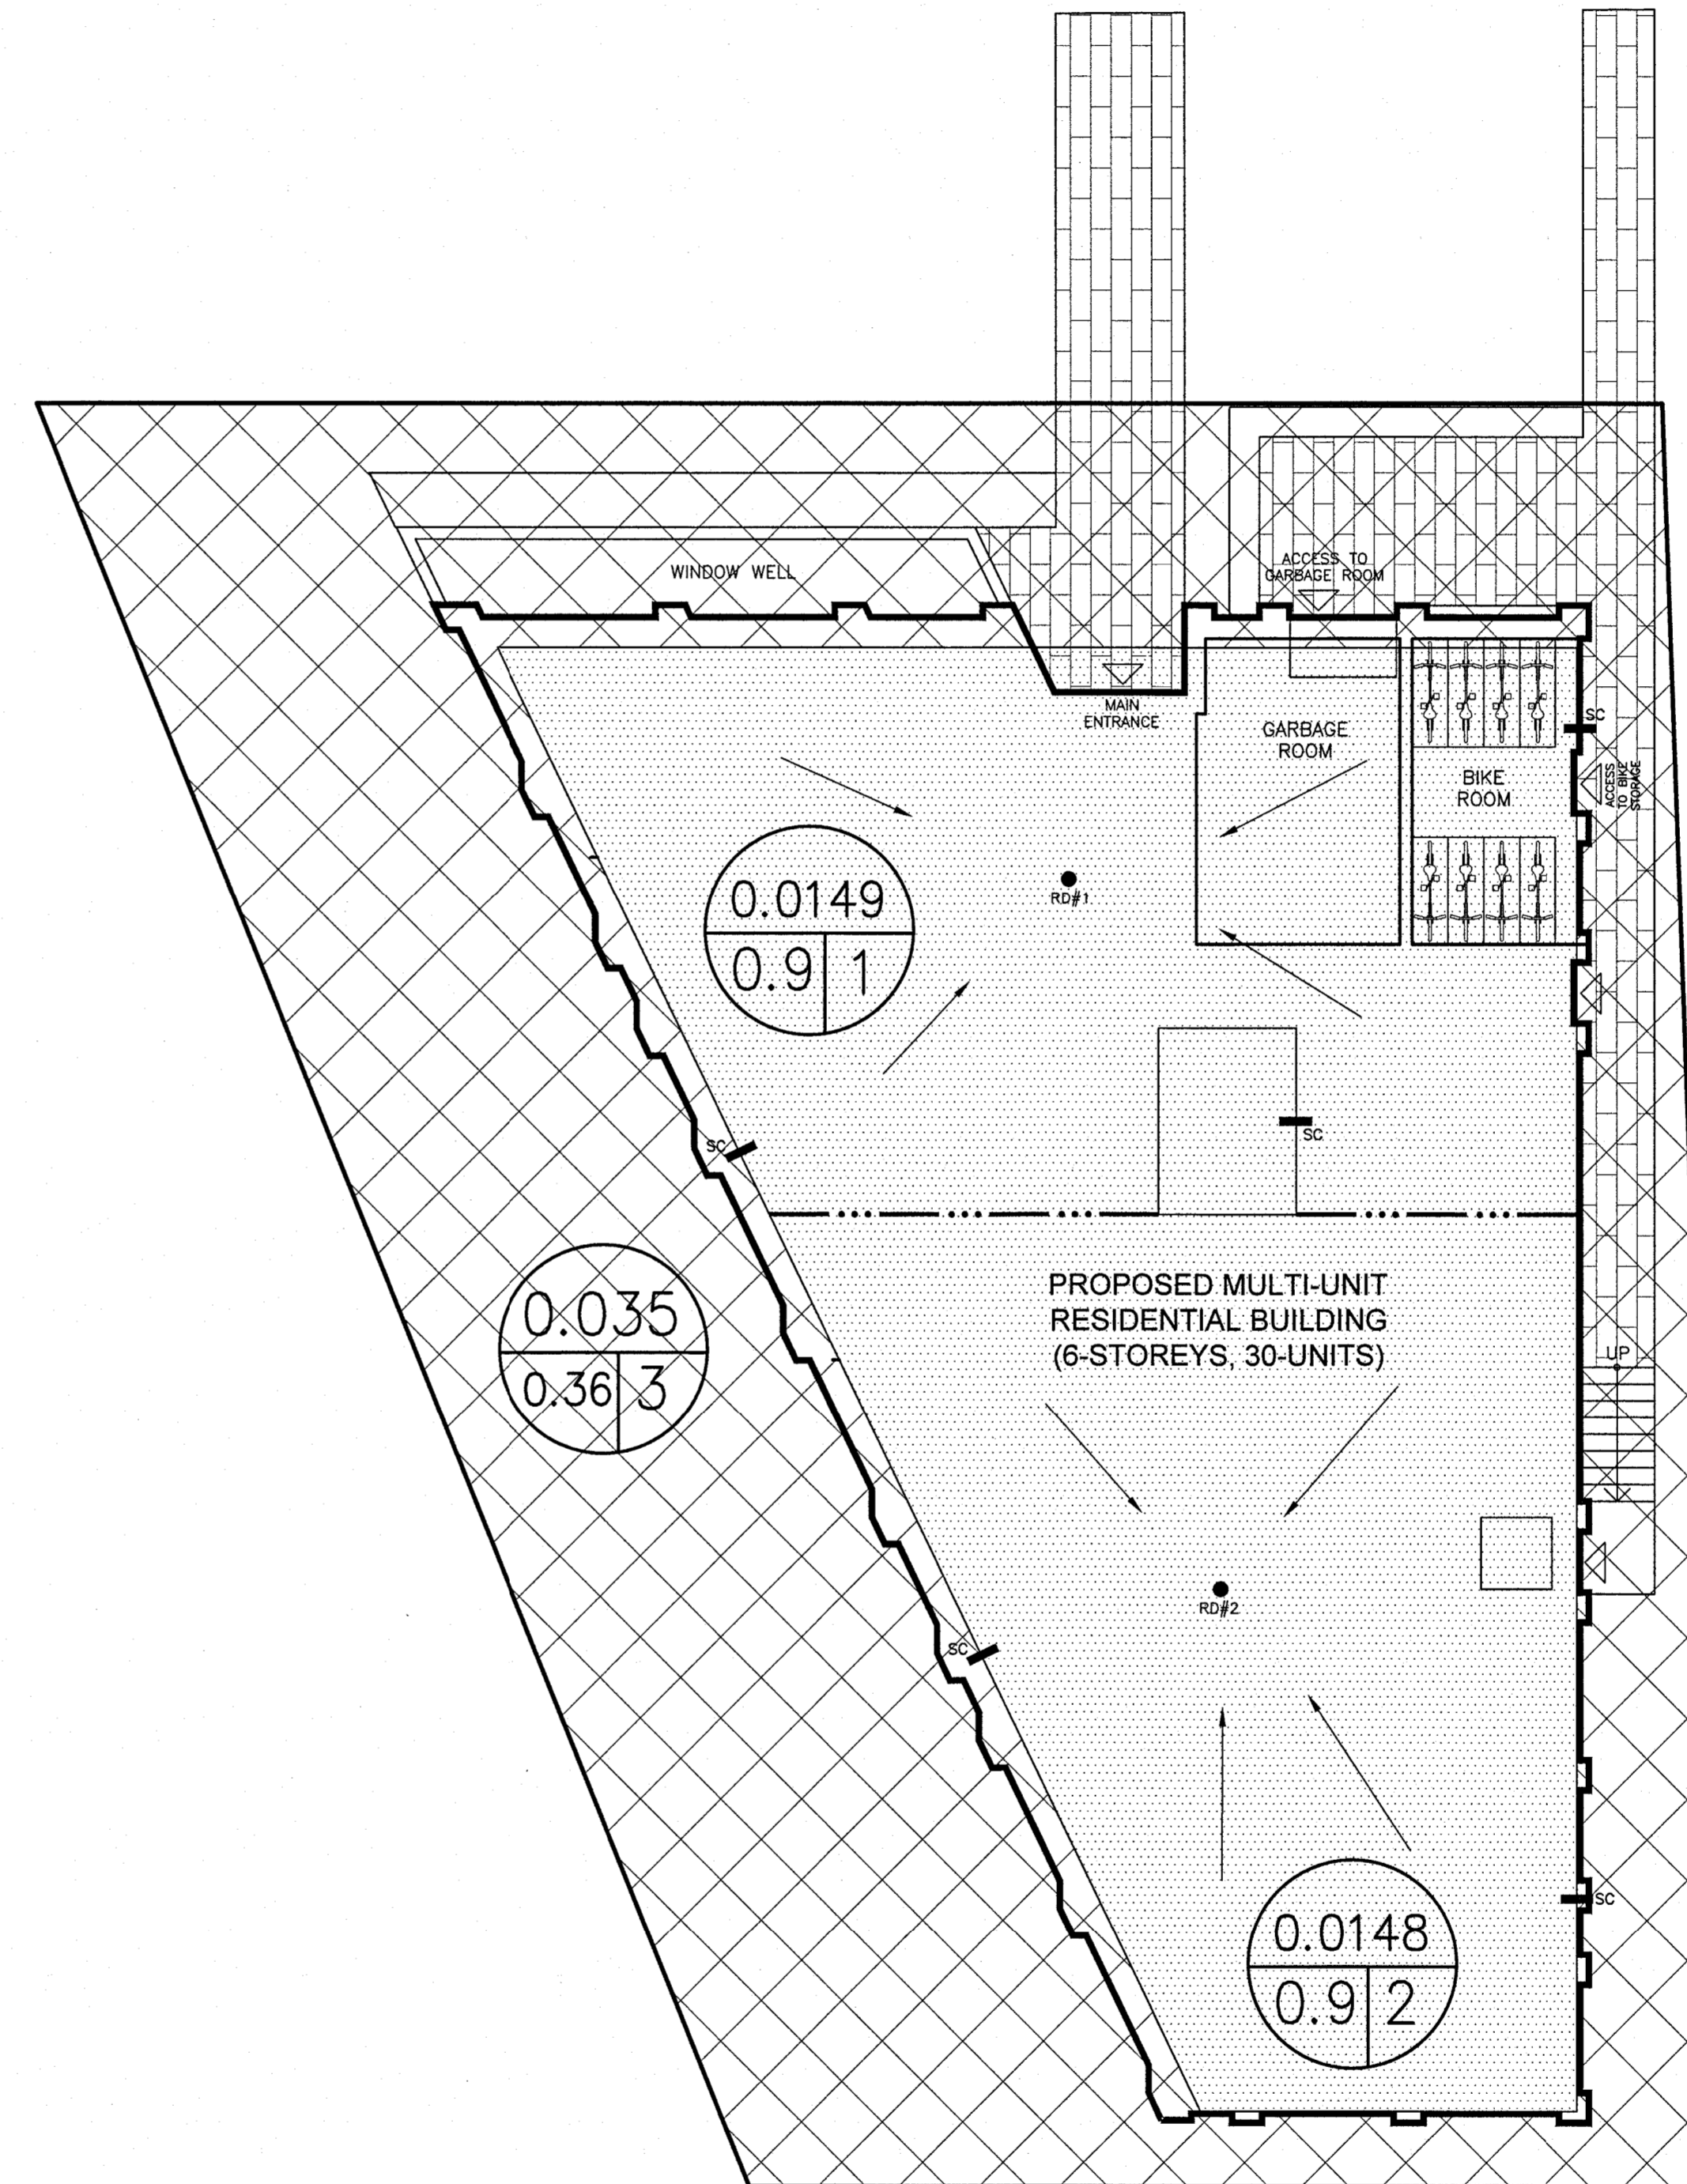 WINDOW WELL
ACCESS TO
GARBAGE ROOM
MAIN
ENTRANCE
GARBAGE
ROOM
BIKE
ROOM
SC
ACCESS
TO BIKE
STORAGE
0.0149
0.9 1
RD#1
SC
SC
0.035
0.36 3
PROPOSED MULTI-UNIT
RESIDENTIAL BUILDING
(6-STOREYS, 30-UNITS)
UP
RD#2
SC
SC
0.0148
0.9 2